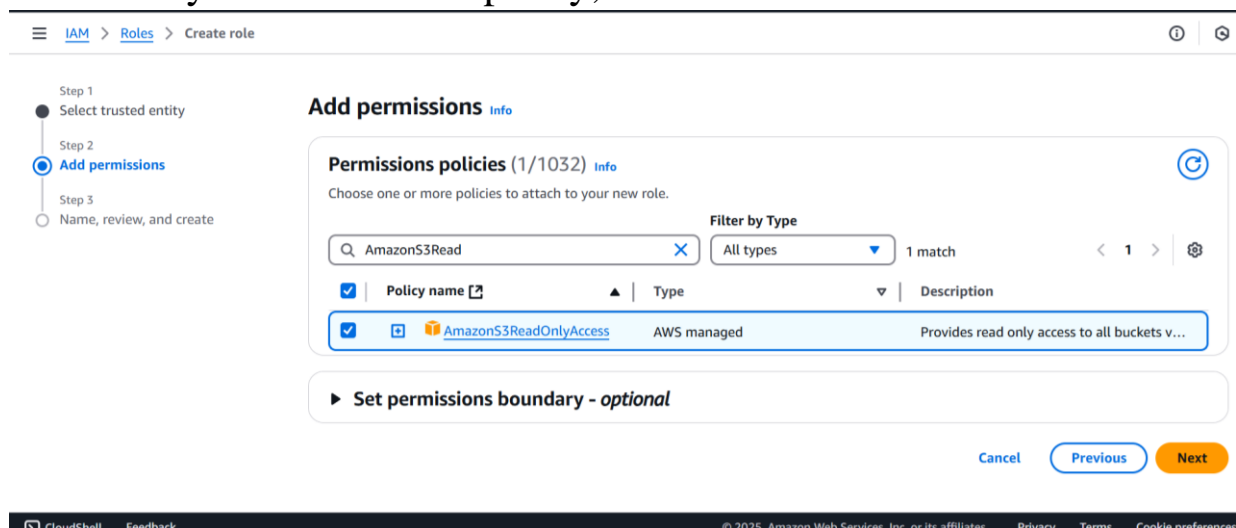 IAM > Roles > Create role
Step 1
Select trusted entity
Step 2
Add permissions
Step 3
Name, review, and create
Add permissions Info
Permissions policies (1/1032) Info
Choose one or more policies to attach to your new role.
Filter by Type
AmazonS3Read
All types
1 match
< 1 >
Policy name
Type
Description
AmazonS3ReadOnlyAccess
AWS managed
Provides read only access to all buckets v...
Set permissions boundary - optional
Cancel
Previous
Next
CloudShell Feedback
© 2025, Amazon Web Services, Inc. or its affiliates. Privacy Terms Cookie preferences